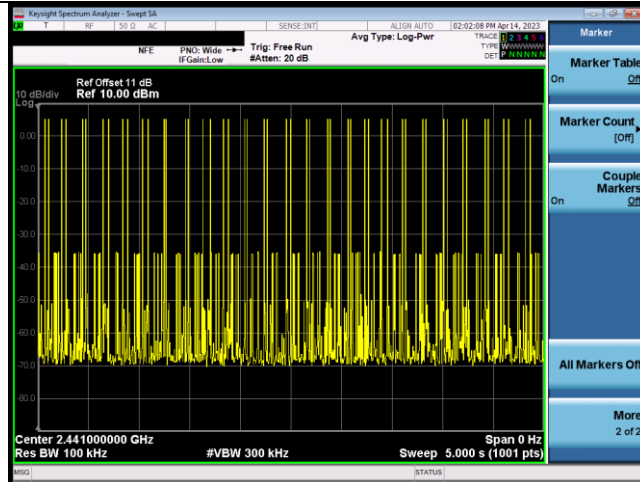 Keysight Spectrum Analyzer - Swept SA
T RF 50 Ω AC SENSE:INT ALIGN AUTO 02:02:08 PM Apr 14, 2023
Avg Type: Log-Pwr
TRACE 1 2 3 4 5 6
TYPE WWWWWWW
DET P N N N N N
NFE
PNO: Wide
IFGain:Low
Trig: Free Run
#Atten: 20 dB
Ref Offset 11 dB
Ref 10.00 dBm
10 dB/div
Log
0.00
-10.0
-20.0
-30.0
-40.0
-50.0
-60.0
-70.0
-80.0
Center 2.441000000 GHz
Span 0 Hz
Res BW 100 kHz
#VBW 300 kHz
Sweep 5.000 s (1001 pts)
MSG
STATUS
Marker
Marker Table
On Off
Marker Count
[Off]
Couple
Markers
On Off
All Markers Off
More
2 of 2